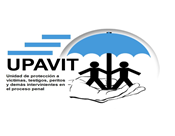 UPAVIT
Unidad de protección a
víctimas, testigos, peritos
y demás intervinientes en
el proceso penal